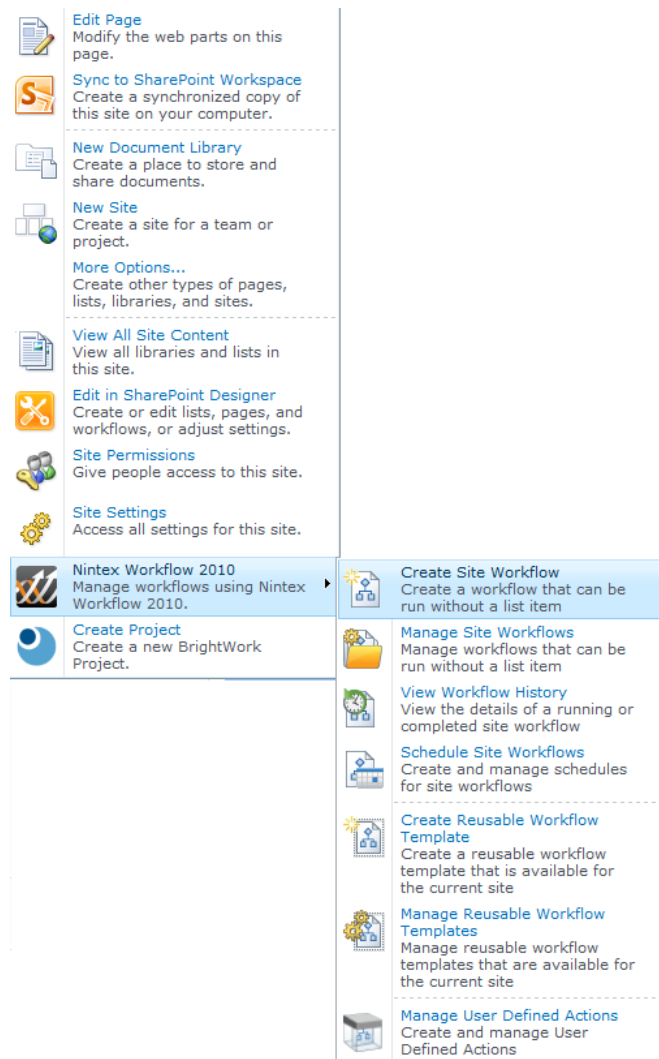 Edit Page
Modify the web parts on this
page.
Sync to SharePoint Workspace
Create a synchronized copy of
this site on your computer.
New Document Library
Create a place to store and
share documents.
New Site
Create a site for a team or
project.
More Options...
Create other types of pages,
lists, libraries, and sites.
View All Site Content
View all libraries and lists in
this site.
Edit in SharePoint Designer
Create or edit lists, pages, and
workflows, or adjust settings.
Site Permissions
Give people access to this site.
Site Settings
Access all settings for this site.
Nintex Workflow 2010
Manage workflows using Nintex
Workflow 2010.
Create Project
Create a new BrightWork
Project.
Create Site Workflow
Create a workflow that can be
run without a list item
Manage Site Workflows
Manage workflows that can be
run without a list item
View Workflow History
View the details of a running or
completed site workflow
Schedule Site Workflows
Create and manage schedules
for site workflows
Create Reusable Workflow
Template
Create a reusable workflow
template that is available for
the current site
Manage Reusable Workflow
Templates
Manage reusable workflow
templates that are available for
the current site
Manage User Defined Actions
Create and manage User
Defined Actions